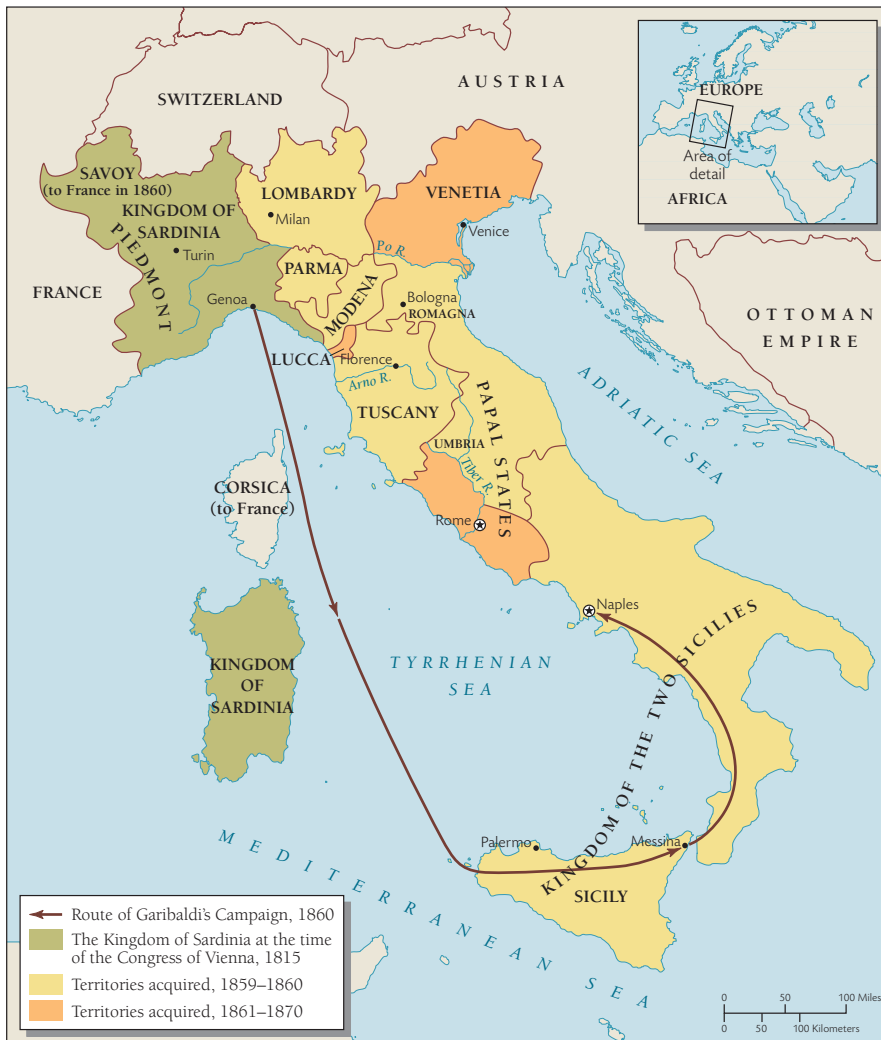 SWITZERLAND
AUSTRIA
EUROPE
Area of
detail
AFRICA
SAVOY
(to France in 1860)
KINGDOM OF
SARDINIA
PIEDMONT
Turin
LOMBARDY
Milan
VENETIA
Venice
Po R.
PARMA
MODENA
Bologna
ROMAGNA
FRANCE
Genoa
OTTOMAN
EMPIRE
LUCCA
Florence
Arno R.
TUSCANY
PAPAL STATES
UMBRIA
Tiber R.
ADRIATIC SEA
CORSICA
(to France)
Rome
Naples
KINGDOM
OF
SARDINIA
TYRRHENIAN
SEA
KINGDOM OF THE TWO SICILIES
Palermo
Messina
SICILY
MEDITERRANEAN SEA
Route of Garibaldi's Campaign, 1860
The Kingdom of Sardinia at the time
of the Congress of Vienna, 1815
Territories acquired, 1859–1860
Territories acquired, 1861–1870
0 50 100 Miles
0 50 100 Kilometers